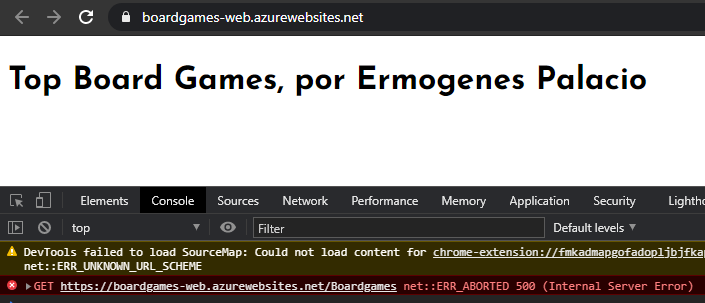 boardgames-web.azurewebsites.net
Top Board Games, por Ermogenes Palacio
Elements Console Sources Network Performance Memory Application Security Lightho
top Filter Default levels
DevTools failed to load SourceMap: Could not load content for chrome-extension://fmkadmapgofadopljbjfkap
net::ERR_UNKNOWN_URL_SCHEME
GET https://boardgames-web.azurewebsites.net/Boardgames net::ERR_ABORTED 500 (Internal Server Error)